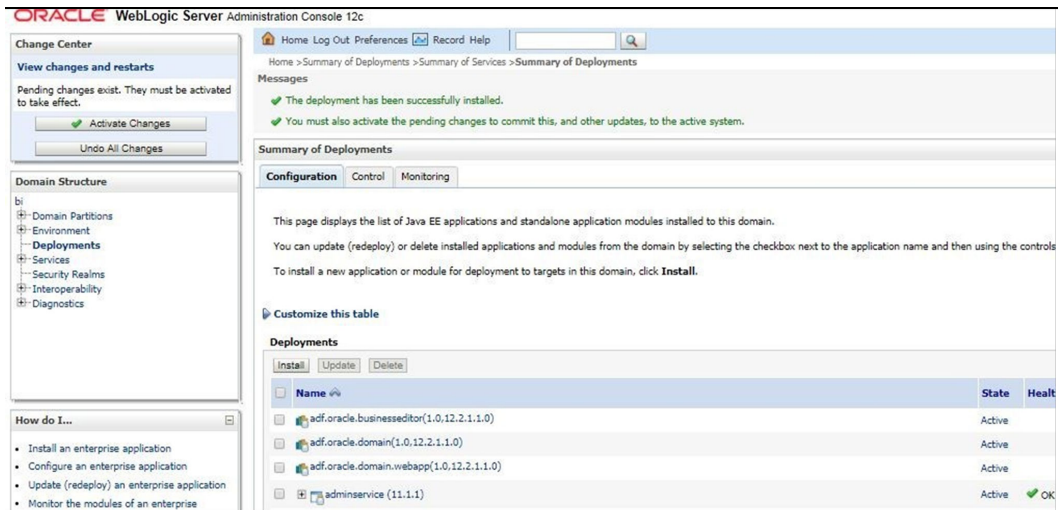 ORACLE WebLogic Server Administration Console 12c
Change Center
View changes and restarts
Pending changes exist. They must be activated
to take effect.
Activate Changes
Undo All Changes
Domain Structure
bi
Domain Partitions
Environment
Deployments
Services
Security Realms
Interoperability
Diagnostics
How do I...
Install an enterprise application
Configure an enterprise application
Update (redeploy) an enterprise application
Monitor the modules of an enterprise
Home Log Out Preferences Record Help
Home >Summary of Deployments >Summary of Services >Summary of Deployments
Messages
The deployment has been successfully installed.
You must also activate the pending changes to commit this, and other updates, to the active system.
Summary of Deployments
Configuration Control Monitoring
This page displays the list of Java EE applications and standalone application modules installed to this domain.
You can update (redeploy) or delete installed applications and modules from the domain by selecting the checkbox next to the application name and then using the controls
To install a new application or module for deployment to targets in this domain, click Install.
Customize this table
Deployments
Install Update Delete
Name State Healt
adf.oracle.businesseditor(1.0,12.2.1.1.0) Active
adf.oracle.domain(1.0,12.2.1.1.0) Active
adf.oracle.domain.webapp(1.0,12.2.1.1.0) Active
adminservice (11.1.1) Active OK